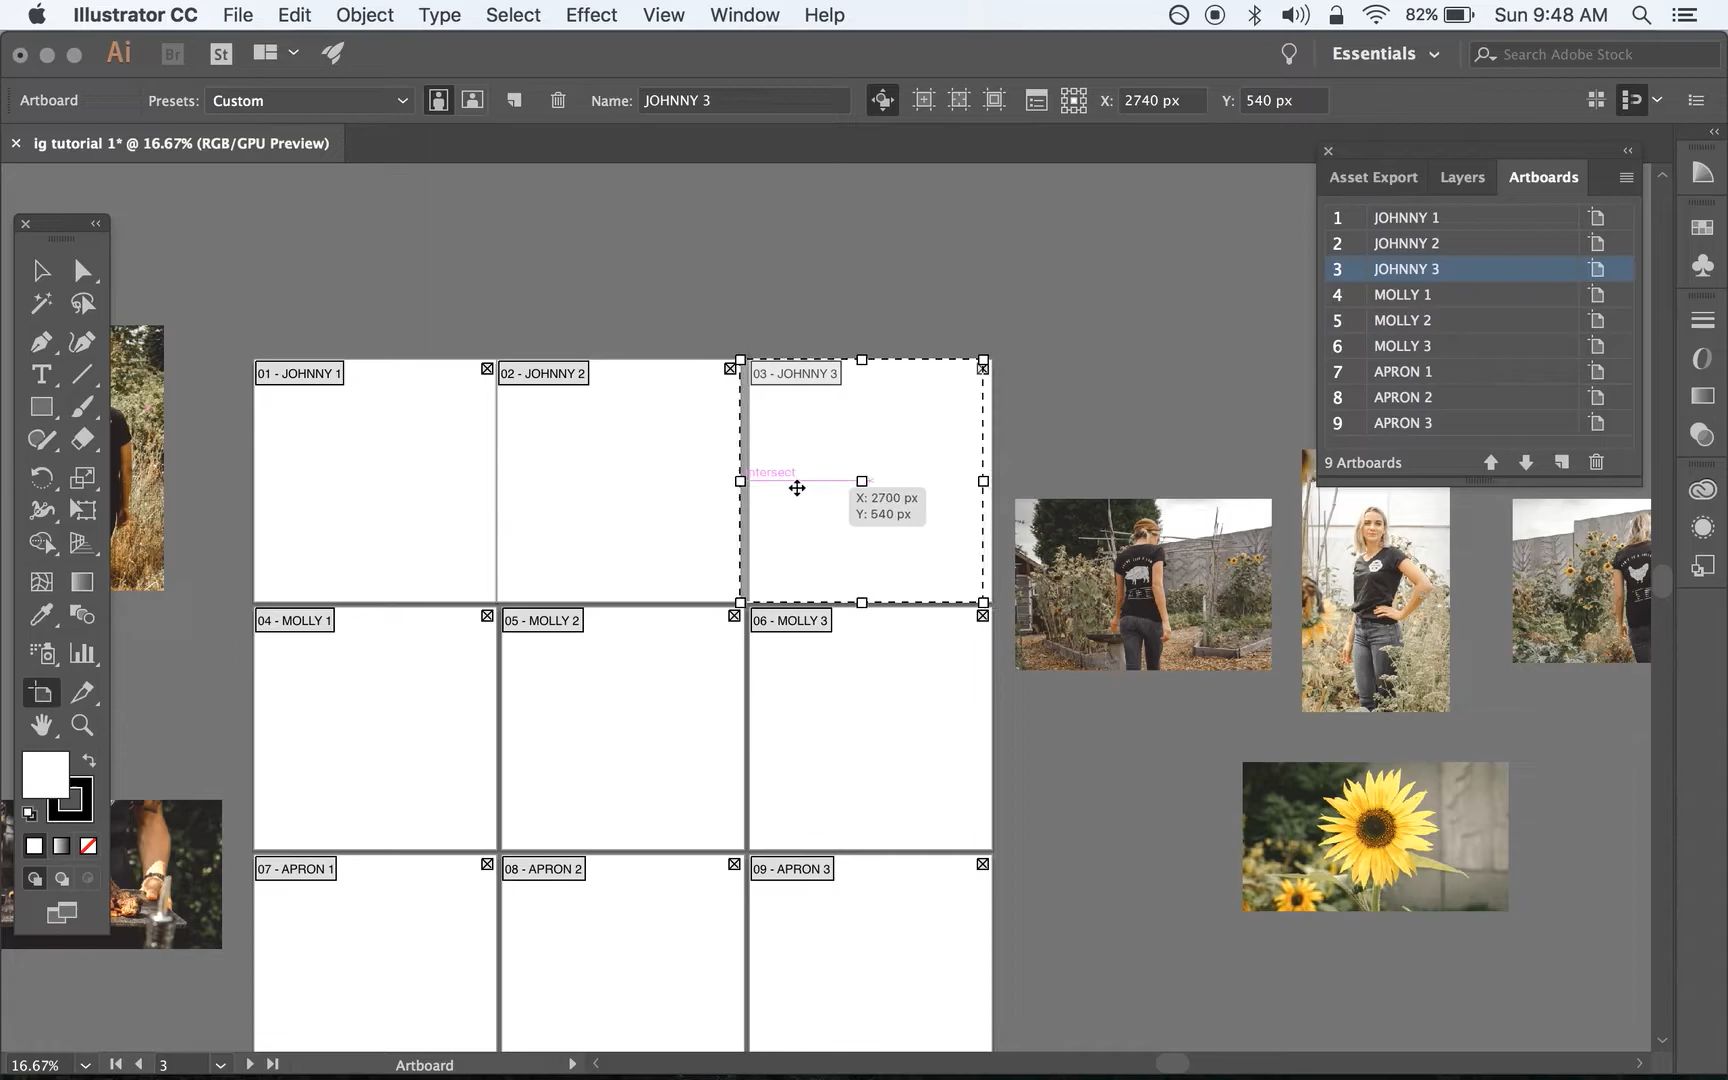 Illustrator CC File Edit Object Type Select Effect View Window Help 82% Sun 9:48 AM
Ai Br St Essentials Search Adobe Stock
Artboard Presets: Custom Name: JOHNNY 3 X: 2740 px Y: 540 px
× ig tutorial 1* @ 16.67% (RGB/GPU Preview)
Asset Export Layers Artboards
1 JOHNNY 1
2 JOHNNY 2
3 JOHNNY 3
4 MOLLY 1
5 MOLLY 2
6 MOLLY 3
7 APRON 1
8 APRON 2
9 APRON 3
9 Artboards
01 - JOHNNY 1 02 - JOHNNY 2 03 - JOHNNY 3
intersect
X: 2700 px
Y: 540 px
04 - MOLLY 1 05 - MOLLY 2 06 - MOLLY 3
07 - APRON 1 08 - APRON 2 09 - APRON 3
16.67% 3 Artboard